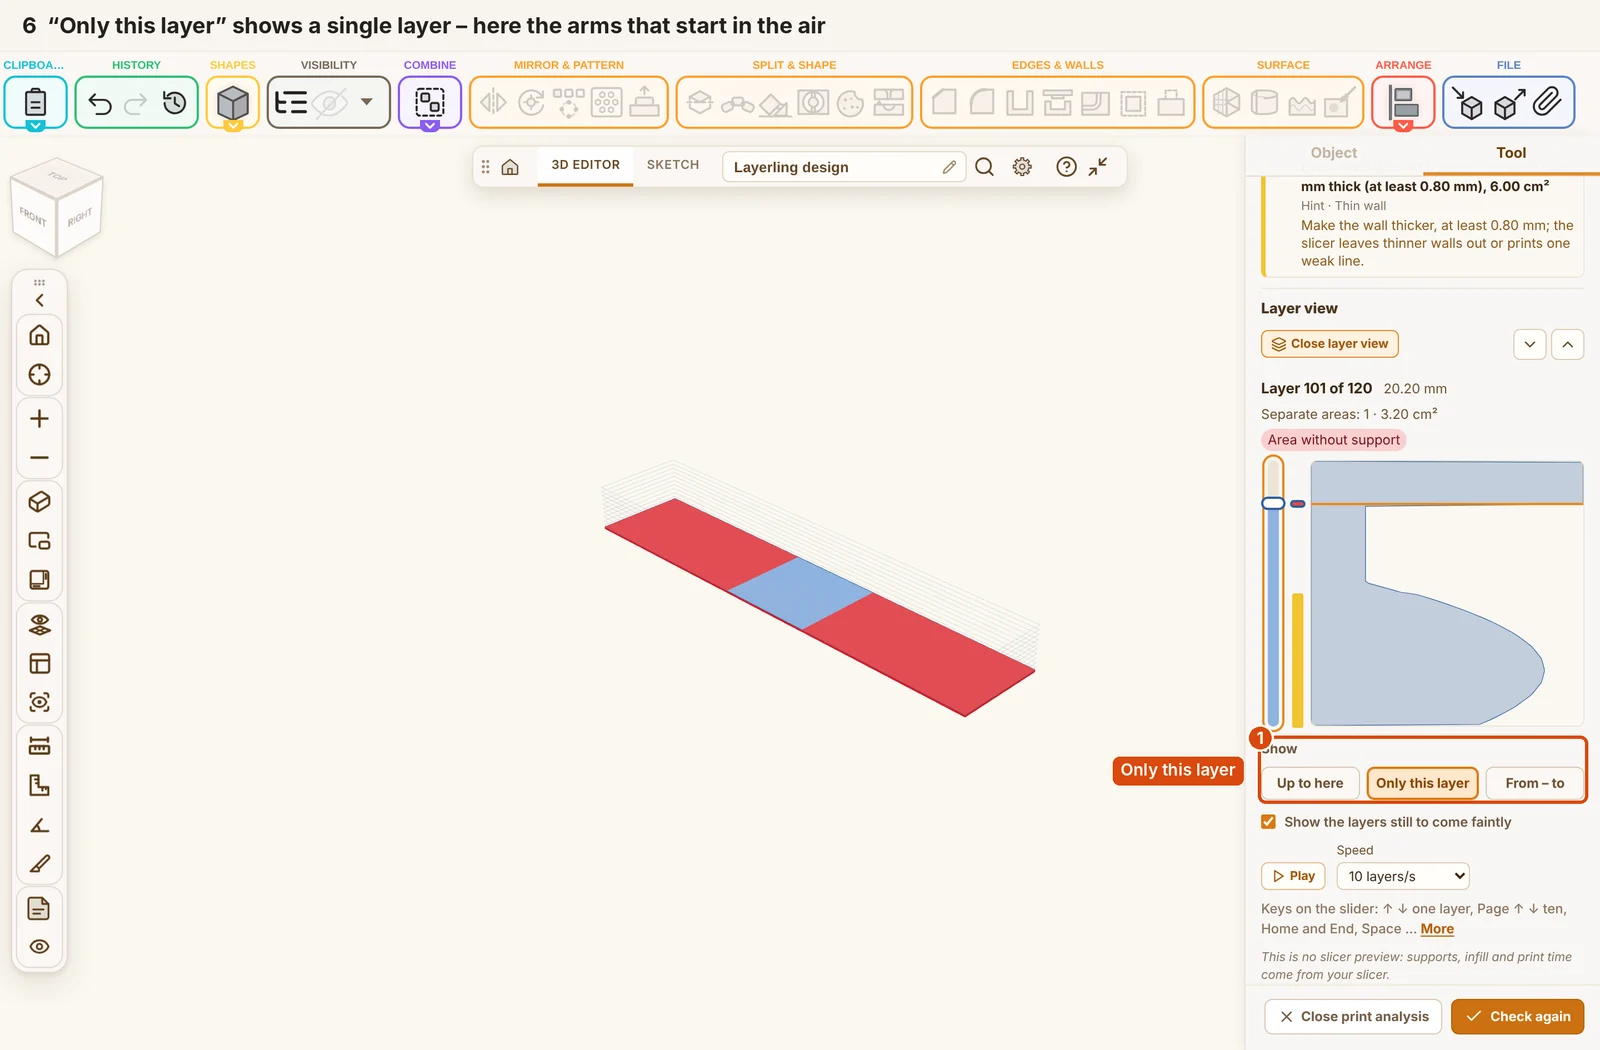 6 “Only this layer” shows a single layer – here the arms that start in the air
CLIPBOA...
HISTORY
SHAPES
VISIBILITY
COMBINE
MIRROR & PATTERN
SPLIT & SHAPE
EDGES & WALLS
SURFACE
ARRANGE
FILE
TOP
FRONT
RIGHT
3D EDITOR
SKETCH
Layerling design
Object
Tool
mm thick (at least 0.80 mm), 6.00 cm²
Hint · Thin wall
Make the wall thicker, at least 0.80 mm; the
slicer leaves thinner walls out or prints one
weak line.
Layer view
Close layer view
Layer 101 of 120 20.20 mm
Separate areas: 1 · 3.20 cm²
Area without support
1
Show
Only this layer
Up to here
Only this layer
From – to
Show the layers still to come faintly
Speed
Play
10 layers/s
Keys on the slider: ↑ ↓ one layer, Page ↑ ↓ ten,
Home and End, Space ... More
This is no slicer preview: supports, infill and print time
come from your slicer.
Close print analysis
Check again